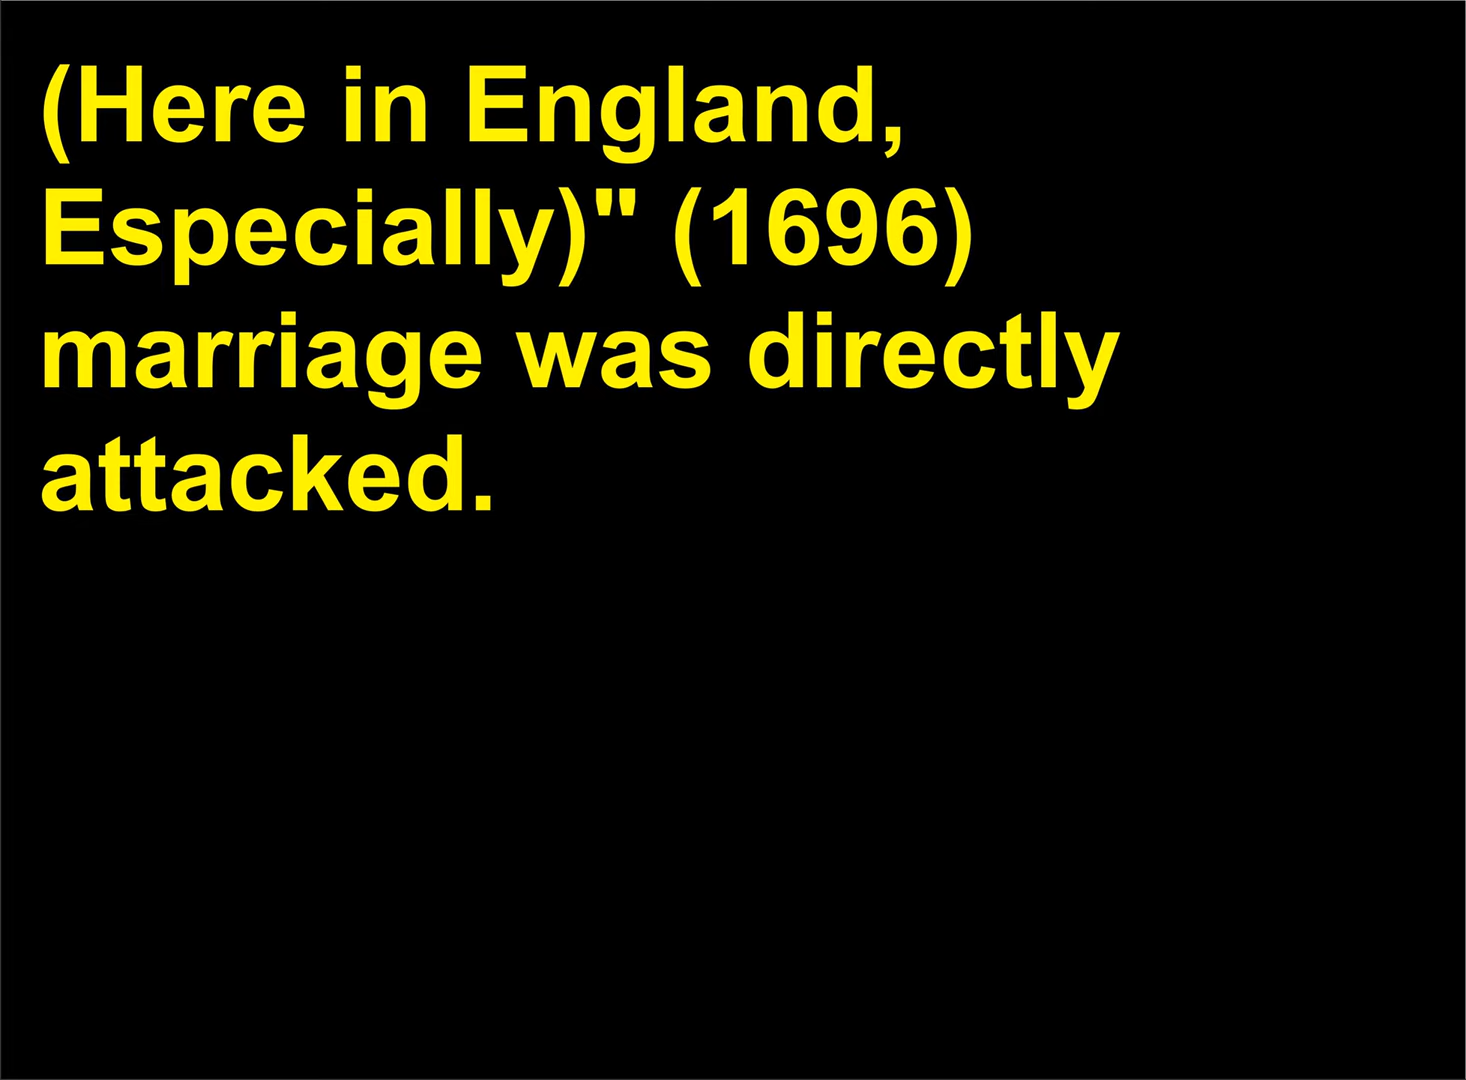 (Here in England,
Especially)" (1696)
marriage was directly
attacked.